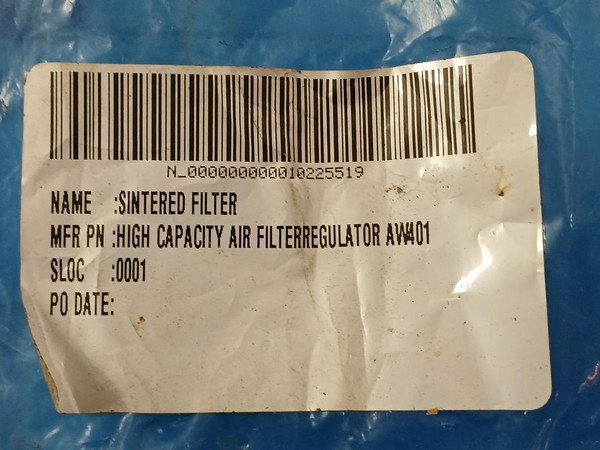 N_000000000010225519
NAME :SINTERED FILTER
MFR PN :HIGH CAPACITY AIR FILTERREGULATOR AW401
SLOC :0001
PO DATE: